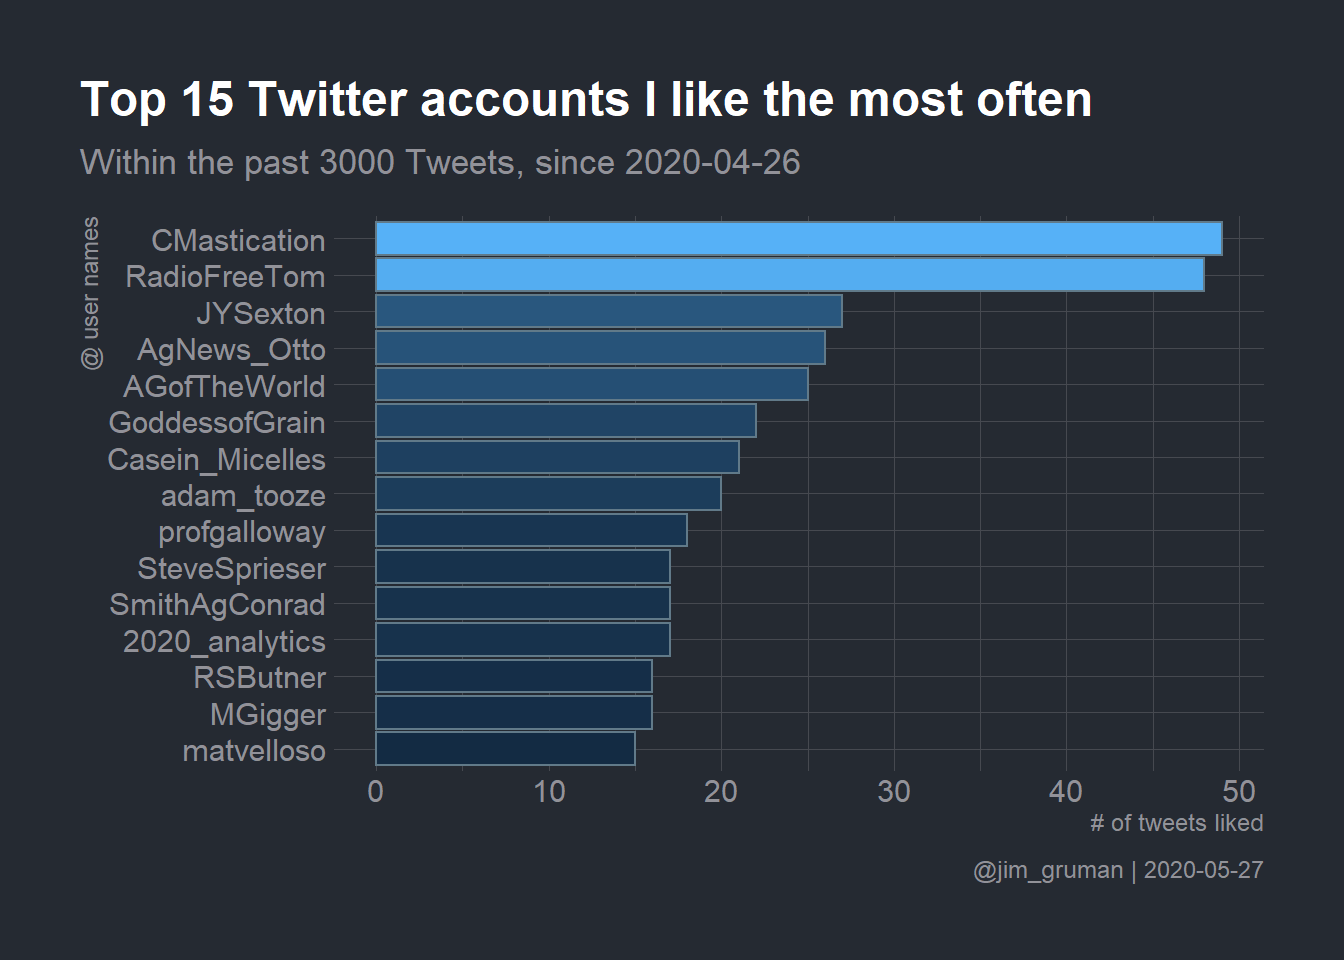 Top 15 Twitter accounts I like the most often
Within the past 3000 Tweets, since 2020-04-26
@ user names
CMastication
RadioFreeTom
JYSexton
AgNews_Otto
AGofTheWorld
GoddessofGrain
Casein_Micelles
adam_tooze
profgalloway
SteveSprieser
SmithAgConrad
2020_analytics
RSButner
MGigger
matvelloso
0 10 20 30 40 50
# of tweets liked
@jim_gruman | 2020-05-27